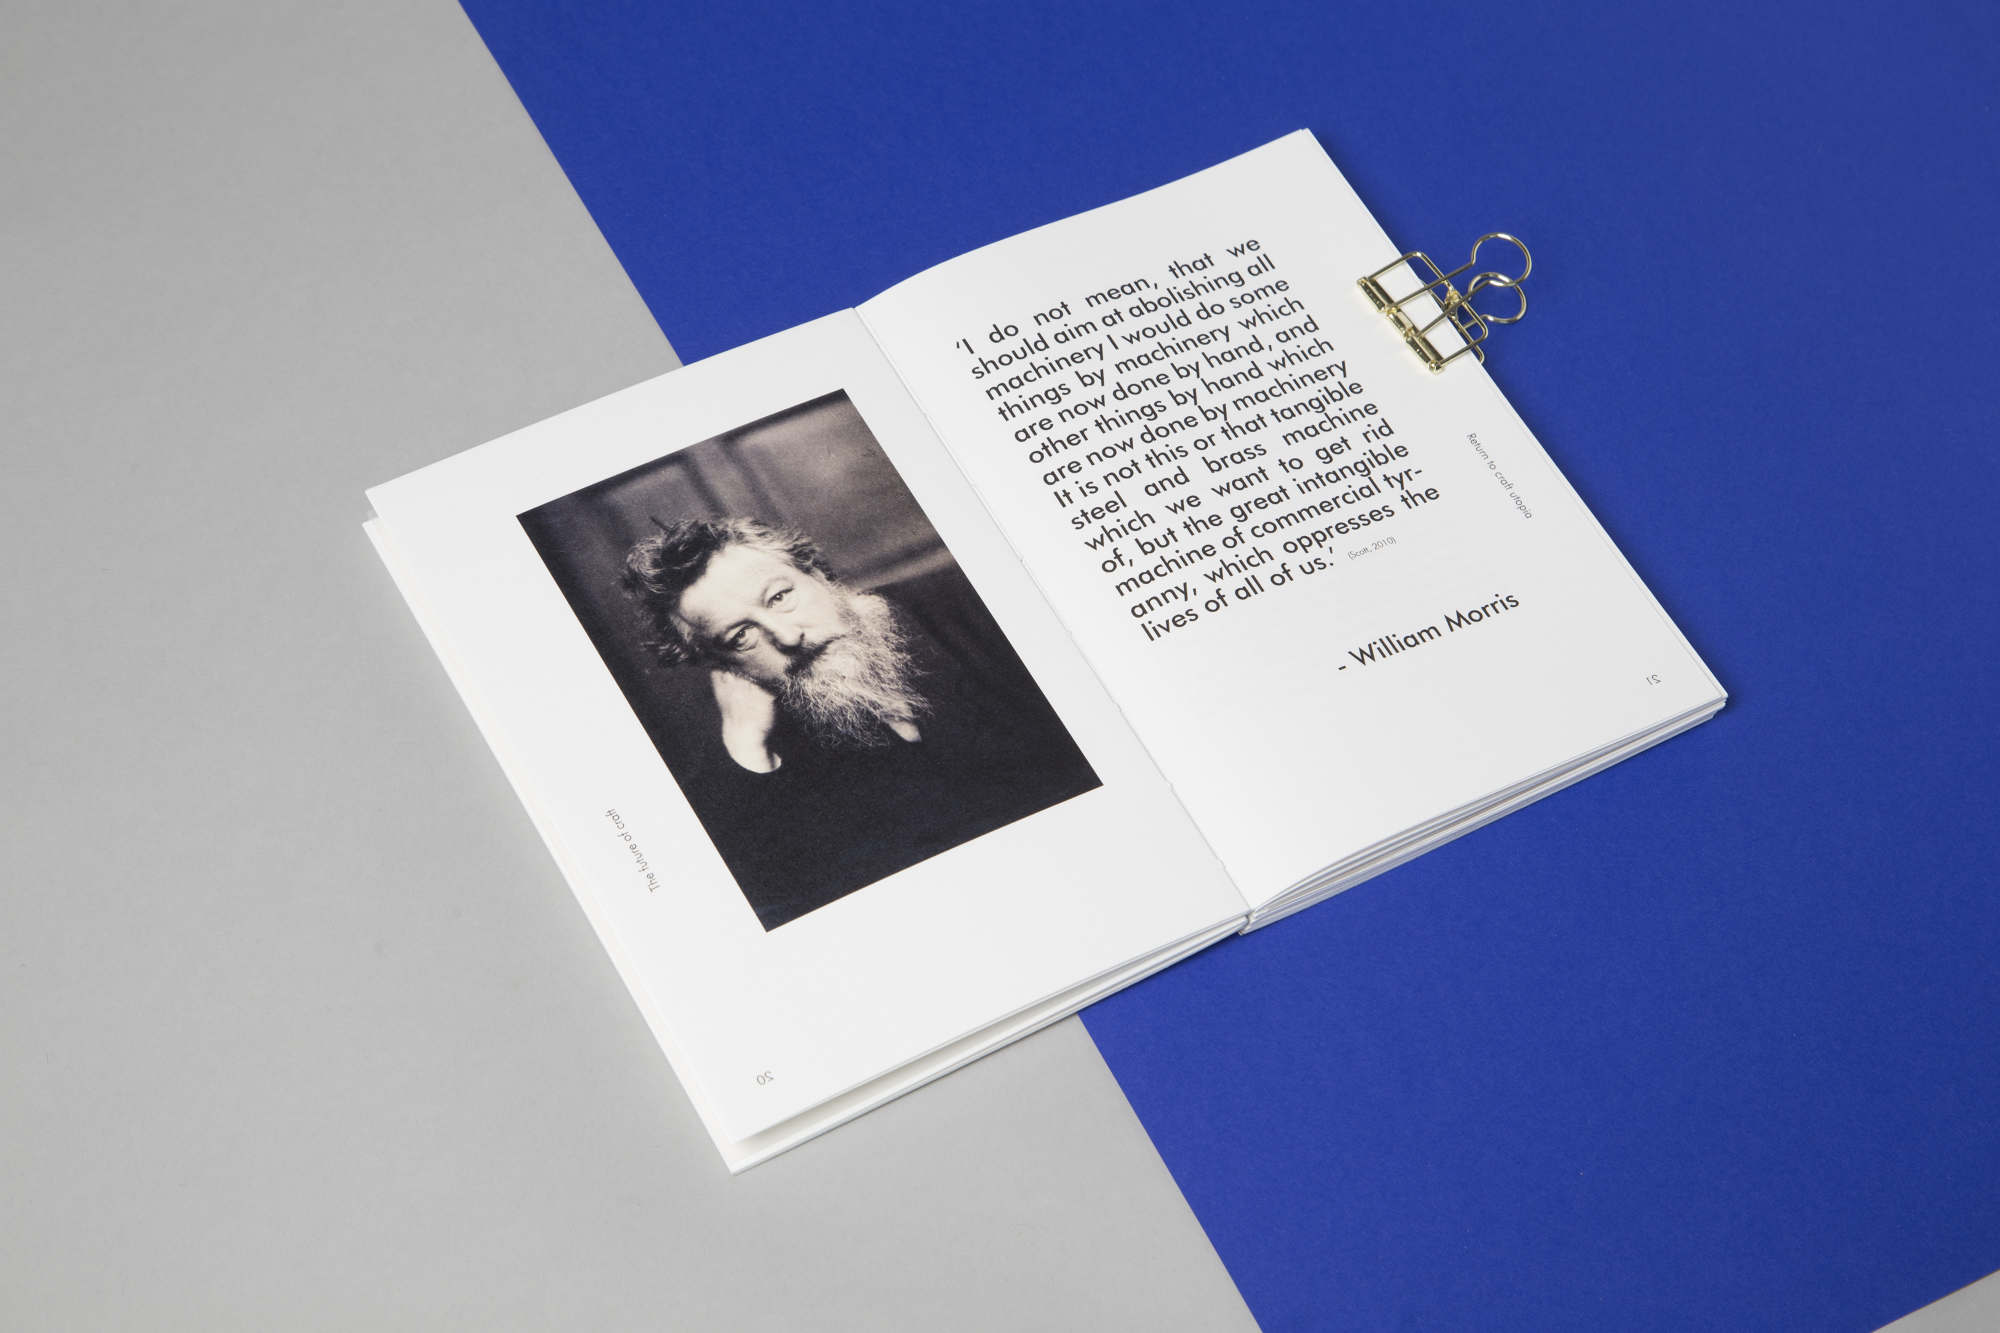 The future of craft
20
'I do not mean, that we
should aim at abolishing all
machinery I would do some
things by machinery which
are now done by hand, and
other things by hand which
are now done by machinery
It is not this or that tangible
steel and brass machine
which we want to get rid
of, but the great intangible
machine of commercial tyr-
anny, which oppresses the
lives of all of us.' (Scott, 2010)
- William Morris
Return to craft utopia
21